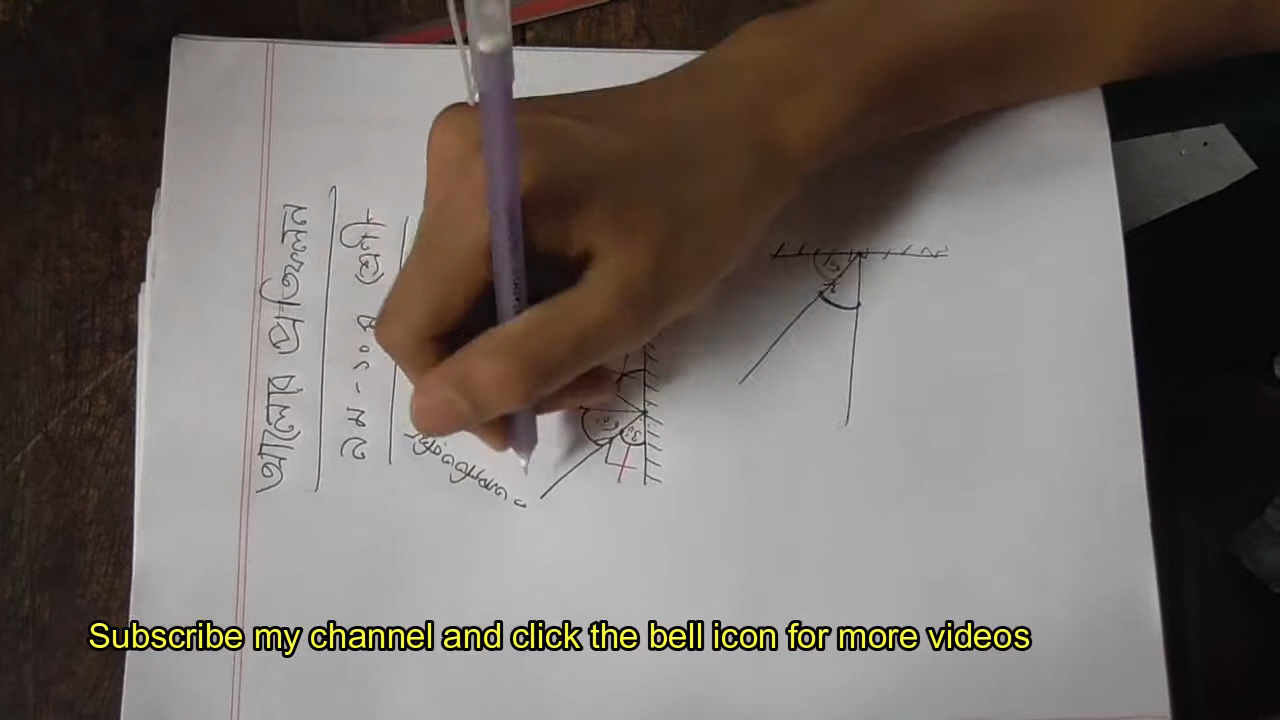 আলোর প্রতিফলন
৯ম - ১০ম শ্রেণী
Subscribe my channel and click the bell icon for more videos